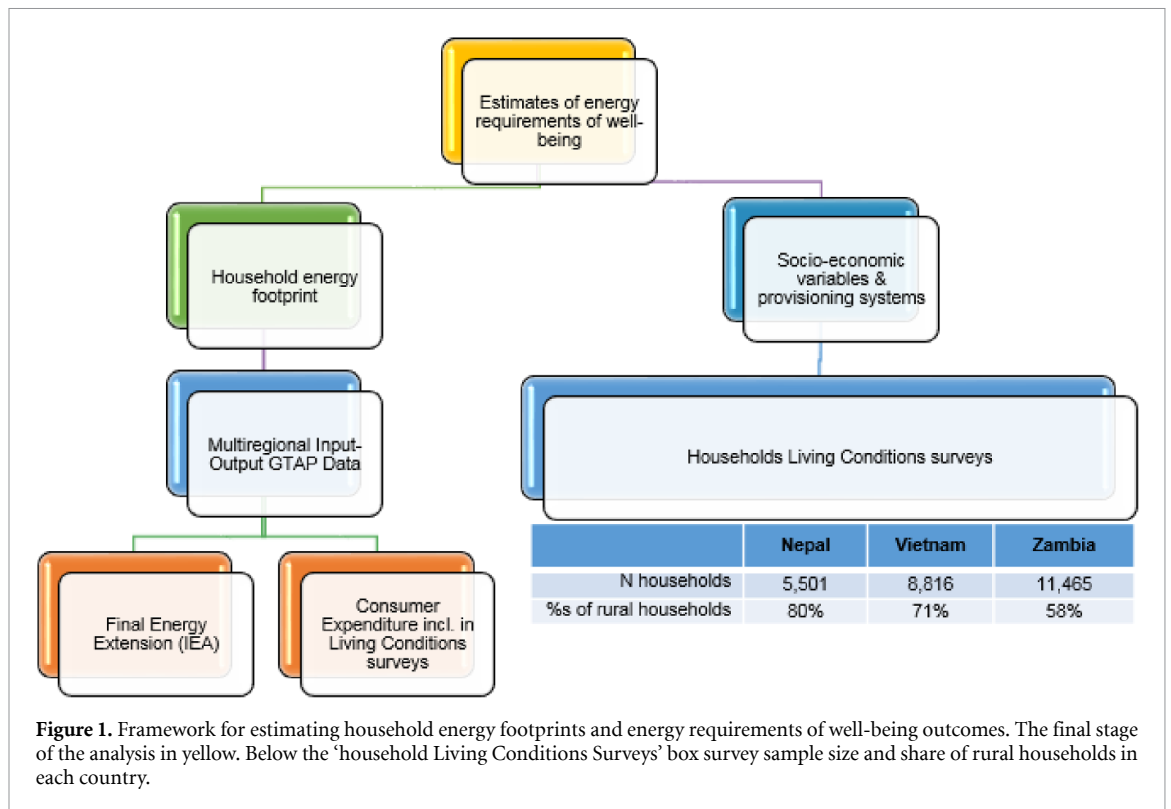 Estimates of energy
requirements of well-
being
Household energy
footprint
Socio-economic
variables &
provisioning systems
Multiregional Input-
Output GTAP Data
Households Living Conditions surveys
Final Energy
Extension (IEA)
Consumer
Expenditure incl. in
Living Conditions
surveys
Nepal Vietnam Zambia
N households 5,501 8,816 11,465
%s of rural households 80% 71% 58%
Figure 1. Framework for estimating household energy footprints and energy requirements of well-being outcomes. The final stage
of the analysis in yellow. Below the ‘household Living Conditions Surveys’ box survey sample size and share of rural households in
each country.